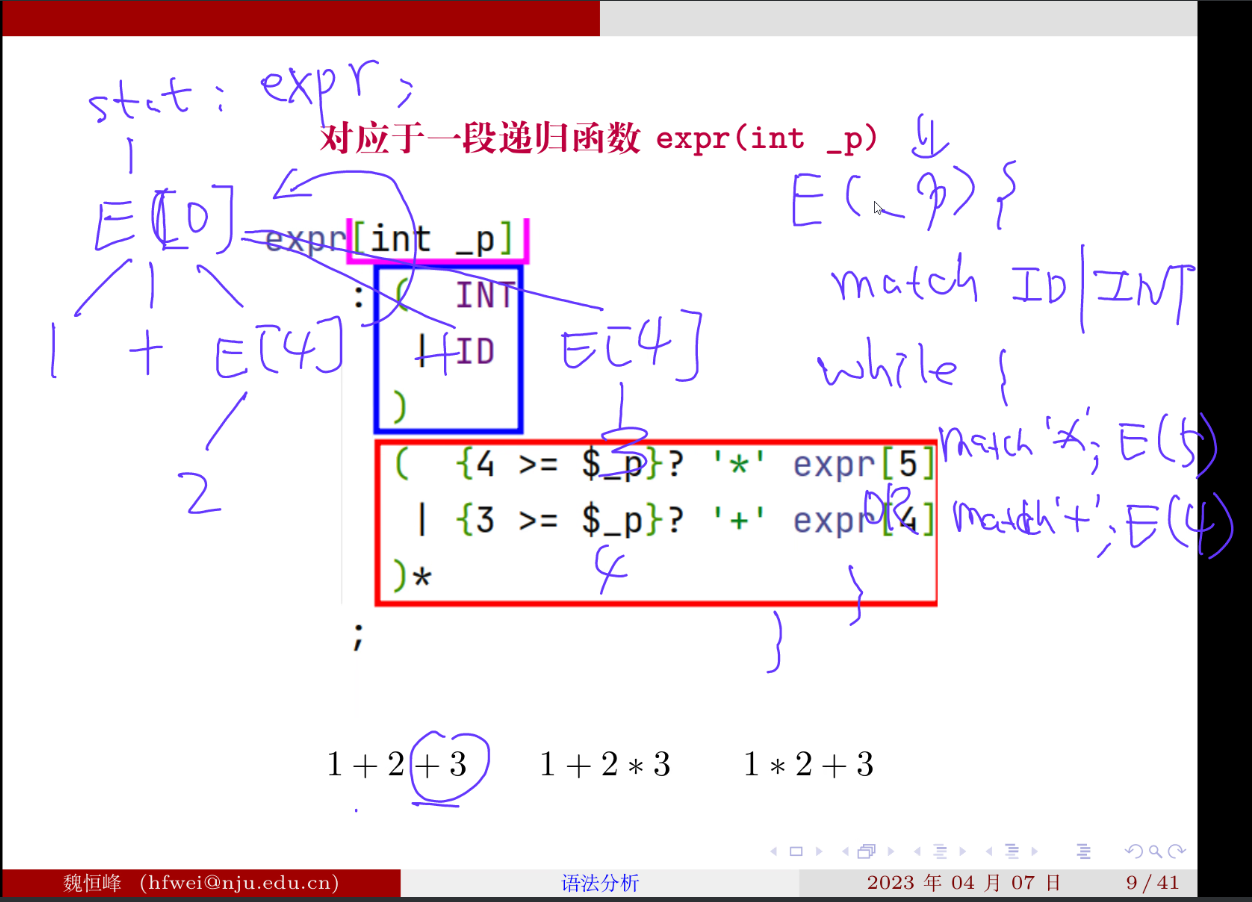 stat : expr ;
对应于一段递归函数 expr(int _p)
E[0]
E(_p){
expr[int _p]
match ID|INT
: ( INT
| ID
)
1 + E[4] + E[4]
while {
2
3
( {4 >= $_p}? '*' expr[5]
match '*'; E(5)
| {3 >= $_p}? '+' expr[4]
OR match '+'; E(4)
)*
4
}
;
}
1 + 2 + 3 1 + 2 * 3 1 * 2 + 3
魏恒峰 (hfwei@nju.edu.cn) 语法分析 2023 年 04 月 07 日 9 / 41